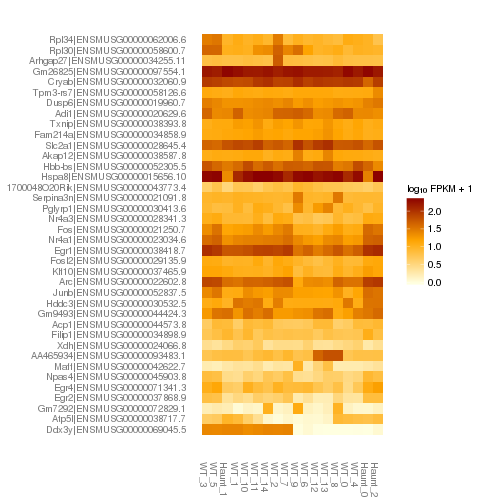 Rpl34|ENSMUSG00000062006.6
Rpl30|ENSMUSG00000058600.7
Arhgap27|ENSMUSG00000034255.11
Gm26825|ENSMUSG00000097554.1
Cryab|ENSMUSG00000032060.9
Tpm3-rs7|ENSMUSG00000058126.6
Dusp6|ENSMUSG00000019960.7
Adi1|ENSMUSG00000020629.6
Txnip|ENSMUSG00000038393.8
Fam214a|ENSMUSG00000034858.9
Slc2a1|ENSMUSG00000028645.4
Akap12|ENSMUSG00000038587.8
Hbb-bs|ENSMUSG00000052305.5
Hspa8|ENSMUSG00000015656.10
1700048O20Rik|ENSMUSG00000043773.4
Serpina3n|ENSMUSG00000021091.8
Pglyrp1|ENSMUSG00000030413.6
Nr4a3|ENSMUSG00000028341.3
Fos|ENSMUSG00000021250.7
Nr4a1|ENSMUSG00000023034.6
Egr1|ENSMUSG00000038418.7
Fosl2|ENSMUSG00000029135.9
Klf10|ENSMUSG00000037465.9
Arc|ENSMUSG00000022602.8
Junb|ENSMUSG00000052837.5
Hddc3|ENSMUSG00000030532.5
Gm9493|ENSMUSG00000044424.3
Acp1|ENSMUSG00000044573.8
Filip1|ENSMUSG00000034898.9
Xdh|ENSMUSG00000024066.8
AA465934|ENSMUSG00000093483.1
Matl|ENSMUSG00000042622.7
Npas4|ENSMUSG00000045903.8
Egr4|ENSMUSG00000071341.3
Egr2|ENSMUSG00000037868.9
Gm7292|ENSMUSG00000072829.1
Atp5l|ENSMUSG00000038717.7
Ddx3y|ENSMUSG00000069045.5
log10 FPKM + 1
2.0
1.5
1.0
0.5
0.0
WT_3
WT_5
Haunt_1
WT_1
WT_10
WT_11
WT_14
WT_2
WT_7
WT_9
WT_6
WT_12
WT_13
WT_8
WT_0
WT_4
Haunt_0
Haunt_2